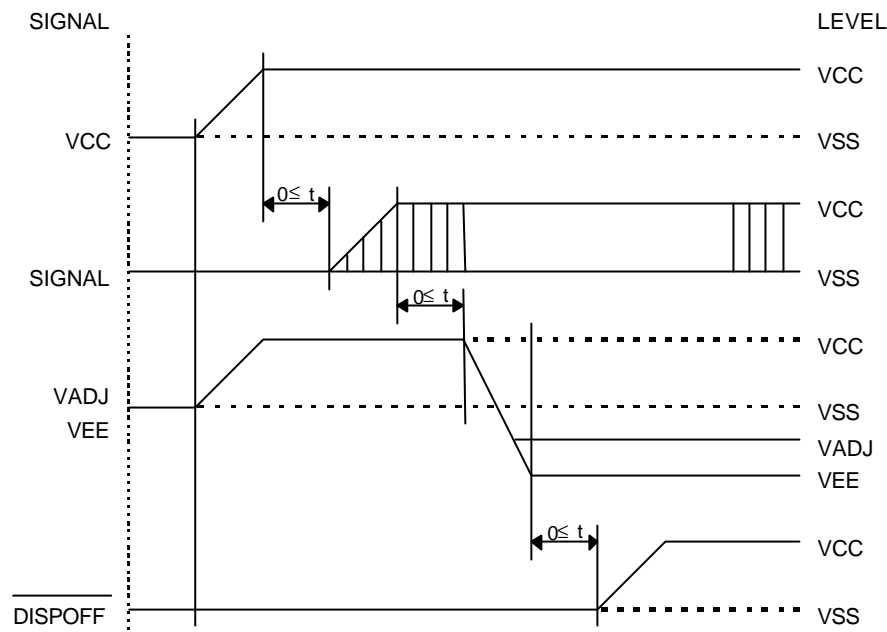 SIGNAL LEVEL
VCC
VCC VSS
0≤ t
VCC
SIGNAL VSS
0≤ t
VCC
VADJ
VSS
VEE
VADJ
VEE
0≤ t
VCC
DISPOFF VSS